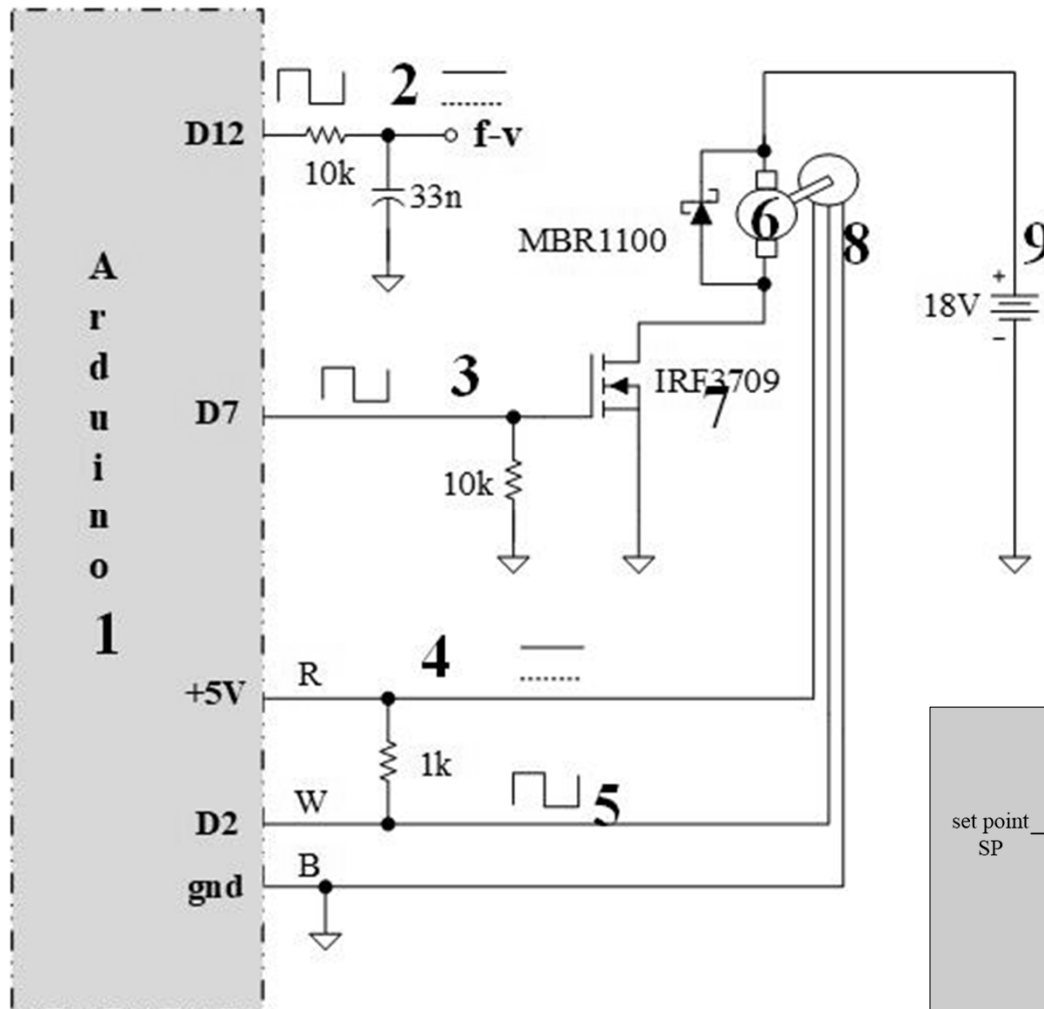 D12
2
f-v
10k
33n
MBR1100
6
8
9
+
18V
−
Arduino
3
IRF3709
7
D7
10k
1
4
+5V
R
1k
W
5
D2
B
gnd
set point
SP